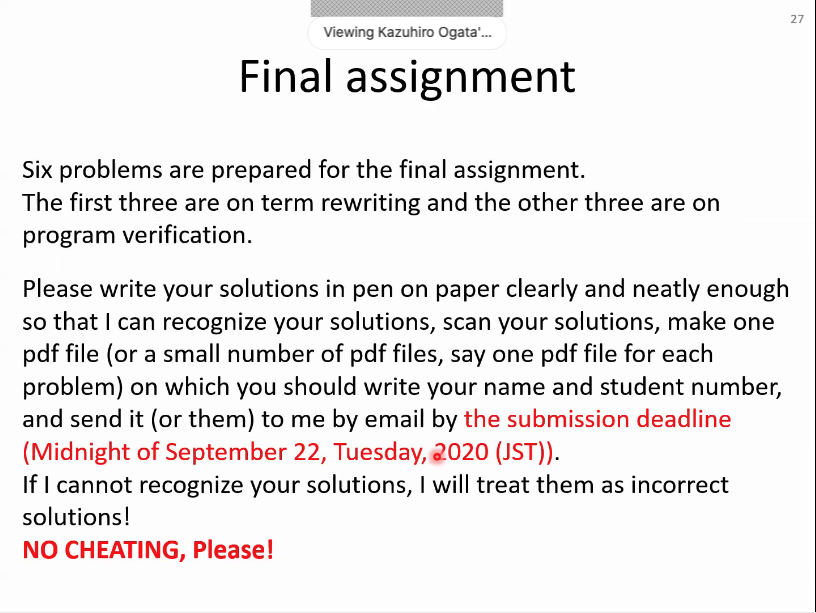 27
Viewing Kazuhiro Ogata'...
Final assignment
Six problems are prepared for the final assignment.
The first three are on term rewriting and the other three are on
program verification.
Please write your solutions in pen on paper clearly and neatly enough
so that I can recognize your solutions, scan your solutions, make one
pdf file (or a small number of pdf files, say one pdf file for each
problem) on which you should write your name and student number,
and send it (or them) to me by email by the submission deadline
(Midnight of September 22, Tuesday, 2020 (JST)).
If I cannot recognize your solutions, I will treat them as incorrect
solutions!
NO CHEATING, Please!